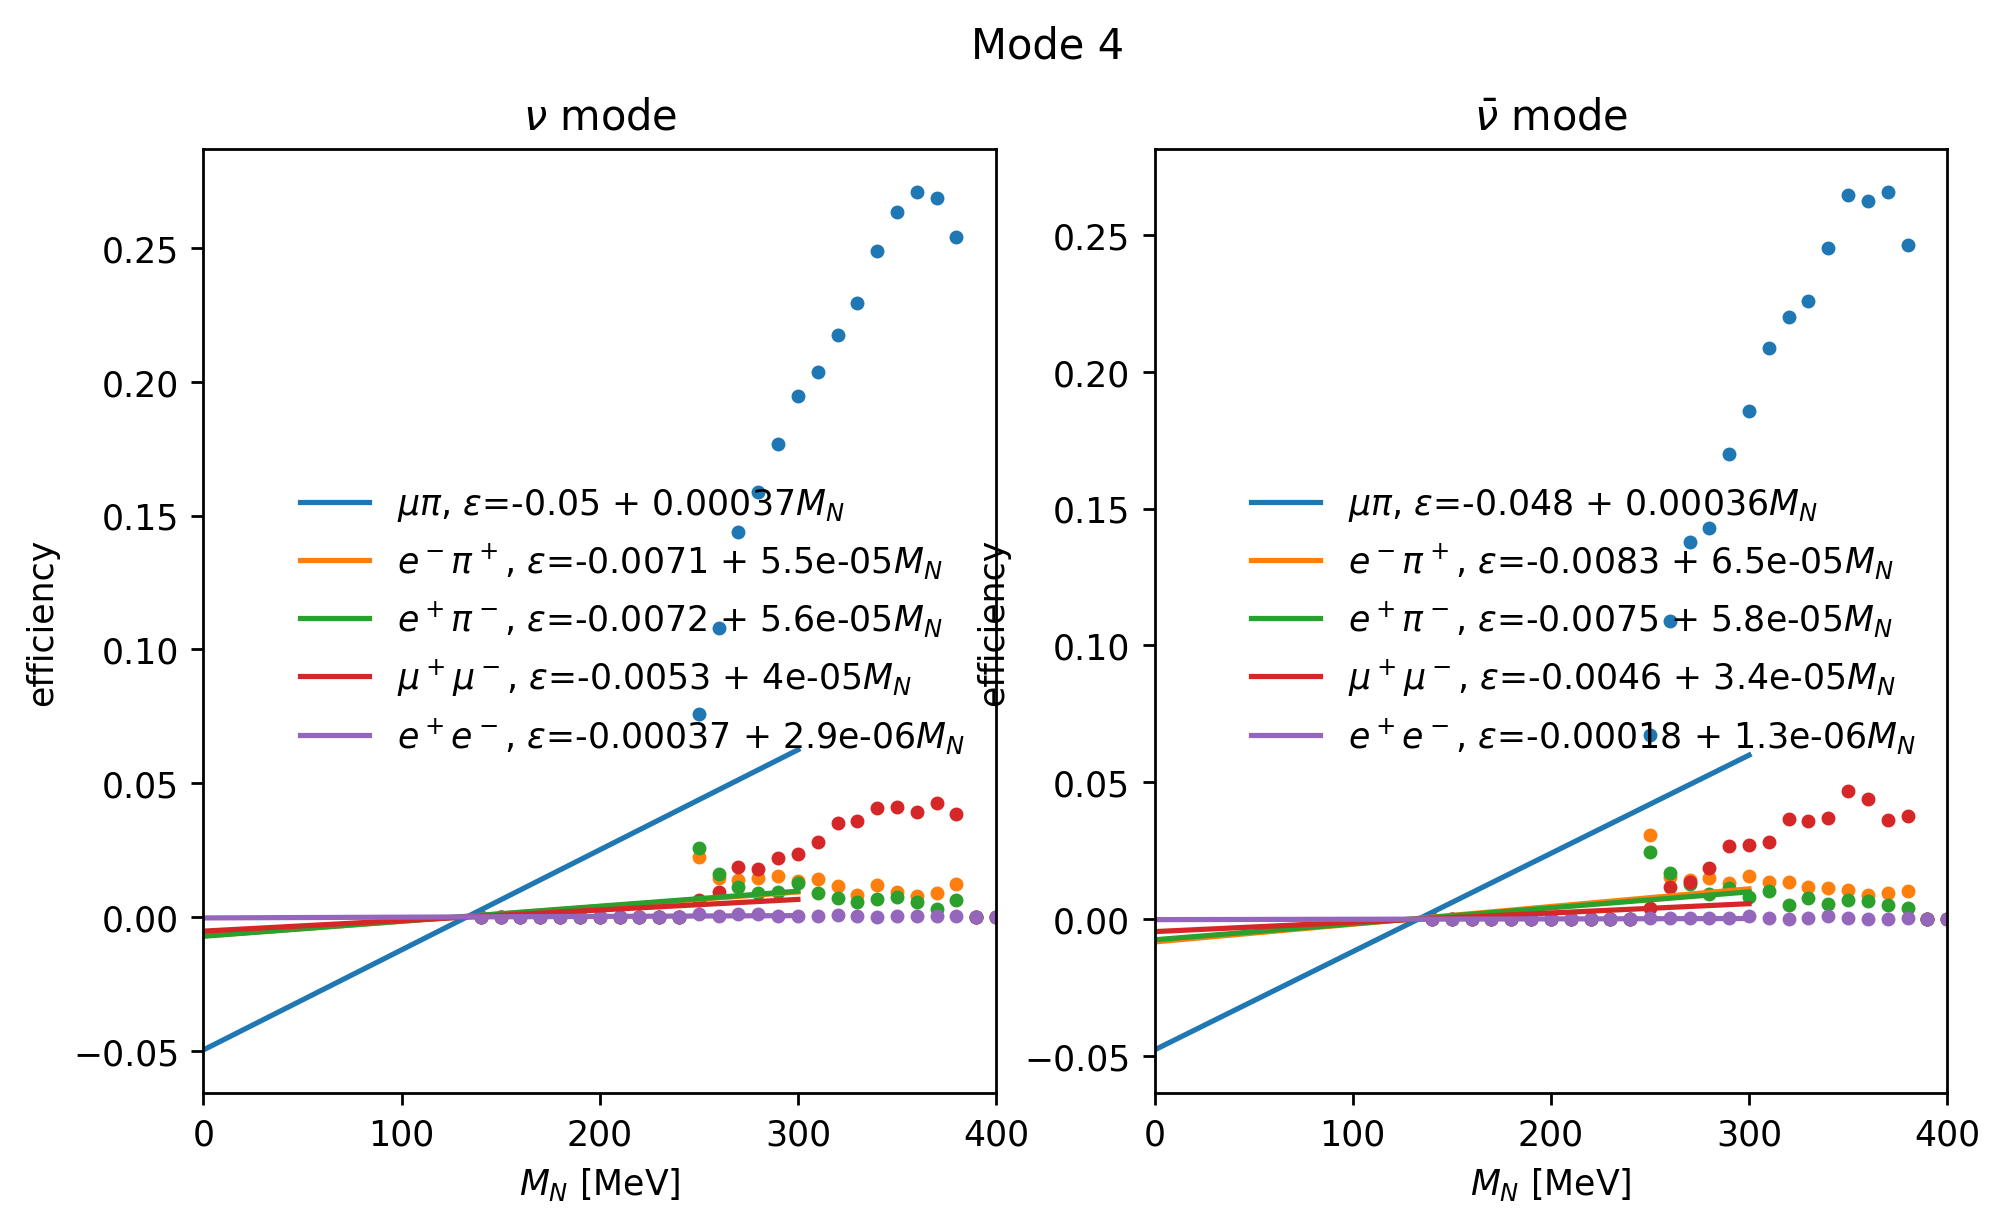 Mode 4
ν mode
0.25
0.20
0.15
0.10
0.05
0.00
−0.05
efficiency
μπ, ε=-0.05 + 0.00037M_N
e⁻π⁺, ε=-0.0071 + 5.5e-05M_N
e⁺π⁻, ε=-0.0072 + 5.6e-05M_N
μ⁺μ⁻, ε=-0.0053 + 4e-05M_N
e⁺e⁻, ε=-0.00037 + 2.9e-06M_N
0 100 200 300 400
M_N [MeV]
ν̄ mode
0.25
0.20
0.15
0.10
0.05
0.00
−0.05
efficiency
μπ, ε=-0.048 + 0.00036M_N
e⁻π⁺, ε=-0.0083 + 6.5e-05M_N
e⁺π⁻, ε=-0.0075 + 5.8e-05M_N
μ⁺μ⁻, ε=-0.0046 + 3.4e-05M_N
e⁺e⁻, ε=-0.00018 + 1.3e-06M_N
0 100 200 300 400
M_N [MeV]